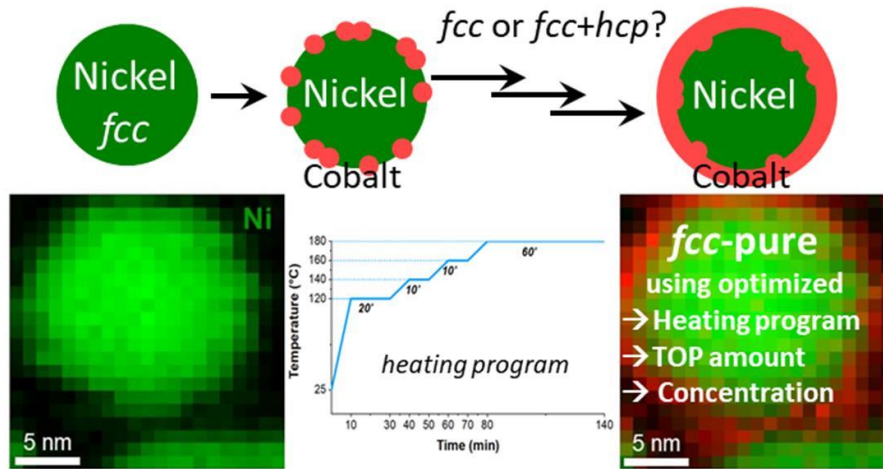 fcc or fcc+hcp?
Nickel
fcc
Nickel
Cobalt
Nickel
Cobalt
Ni
5 nm
Temperature (°C)
180
160
140
120
25
20'
10'
10'
60'
heating program
10
30
40
50
60
70
80
140
Time (min)
fcc-pure
using optimized
→ Heating program
→ TOP amount
→ Concentration
5 nm